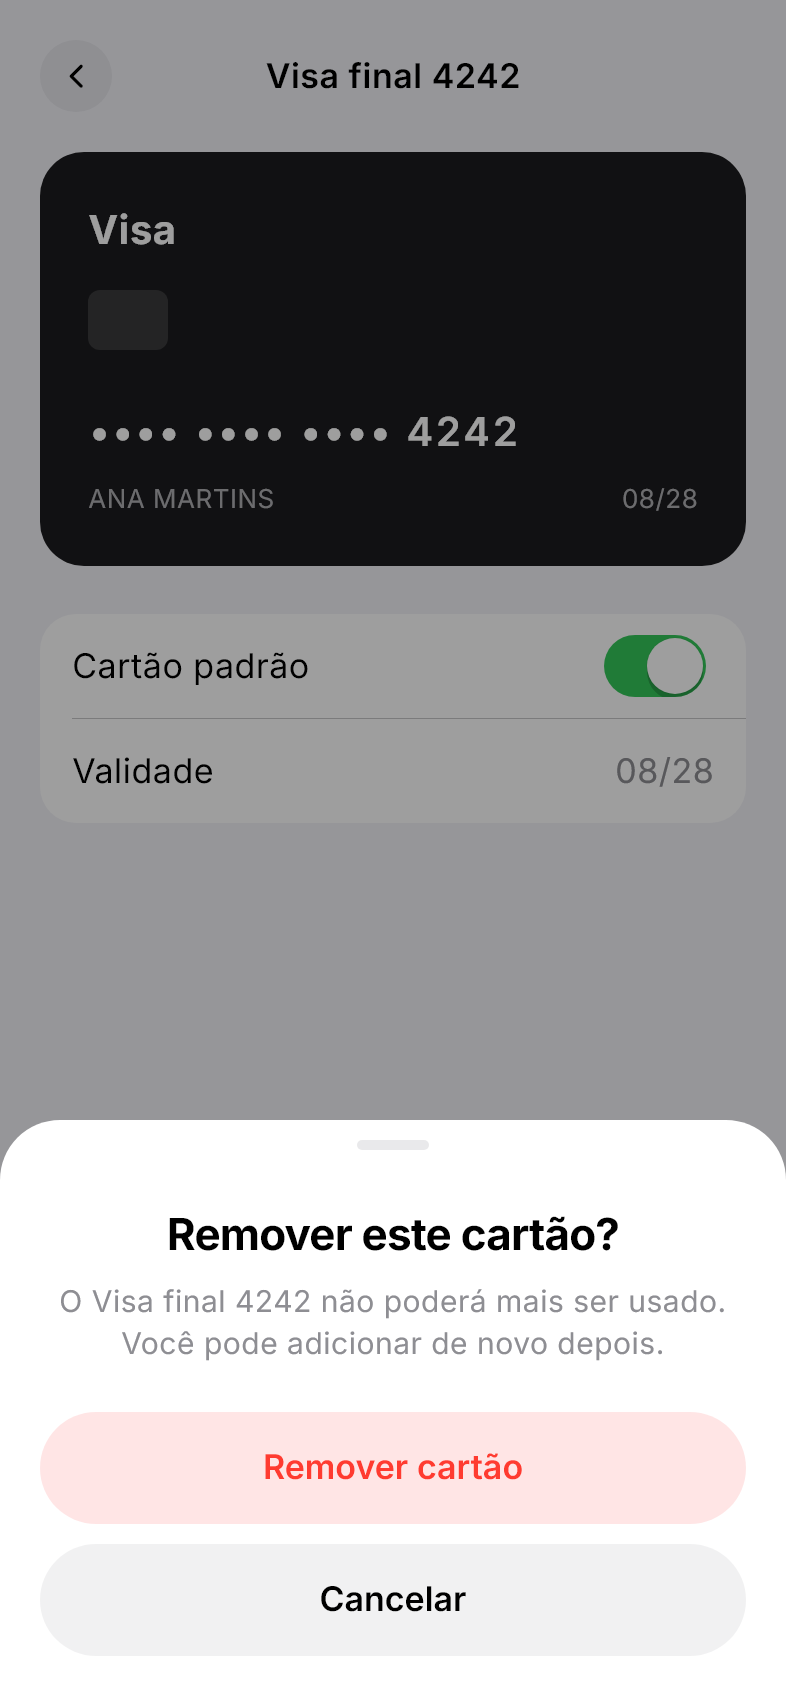 Visa final 4242
Visa
•••• •••• •••• 4242
ANA MARTINS 08/28
Cartão padrão
Validade 08/28
Remover este cartão?
O Visa final 4242 não poderá mais ser usado.
Você pode adicionar de novo depois.
Remover cartão
Cancelar